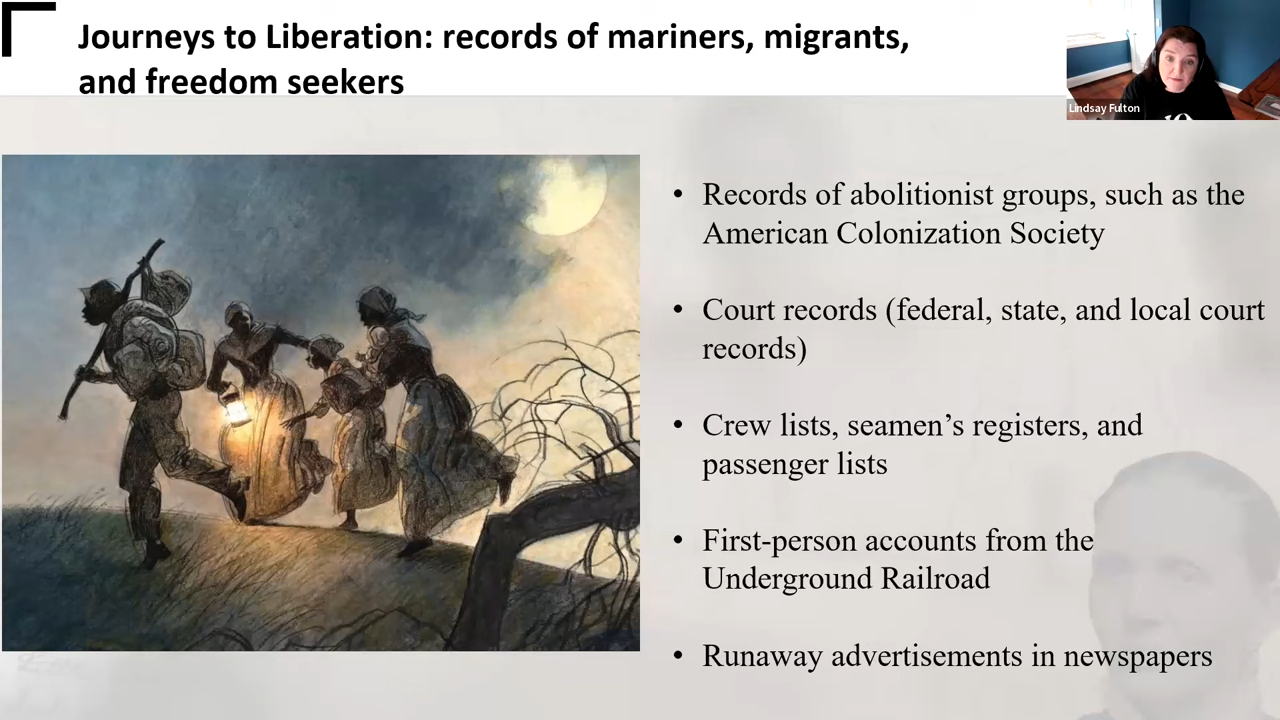 Journeys to Liberation: records of mariners, migrants,
and freedom seekers
Lindsay Fulton
• Records of abolitionist groups, such as the
American Colonization Society
• Court records (federal, state, and local court
records)
• Crew lists, seamen’s registers, and
passenger lists
• First-person accounts from the
Underground Railroad
• Runaway advertisements in newspapers